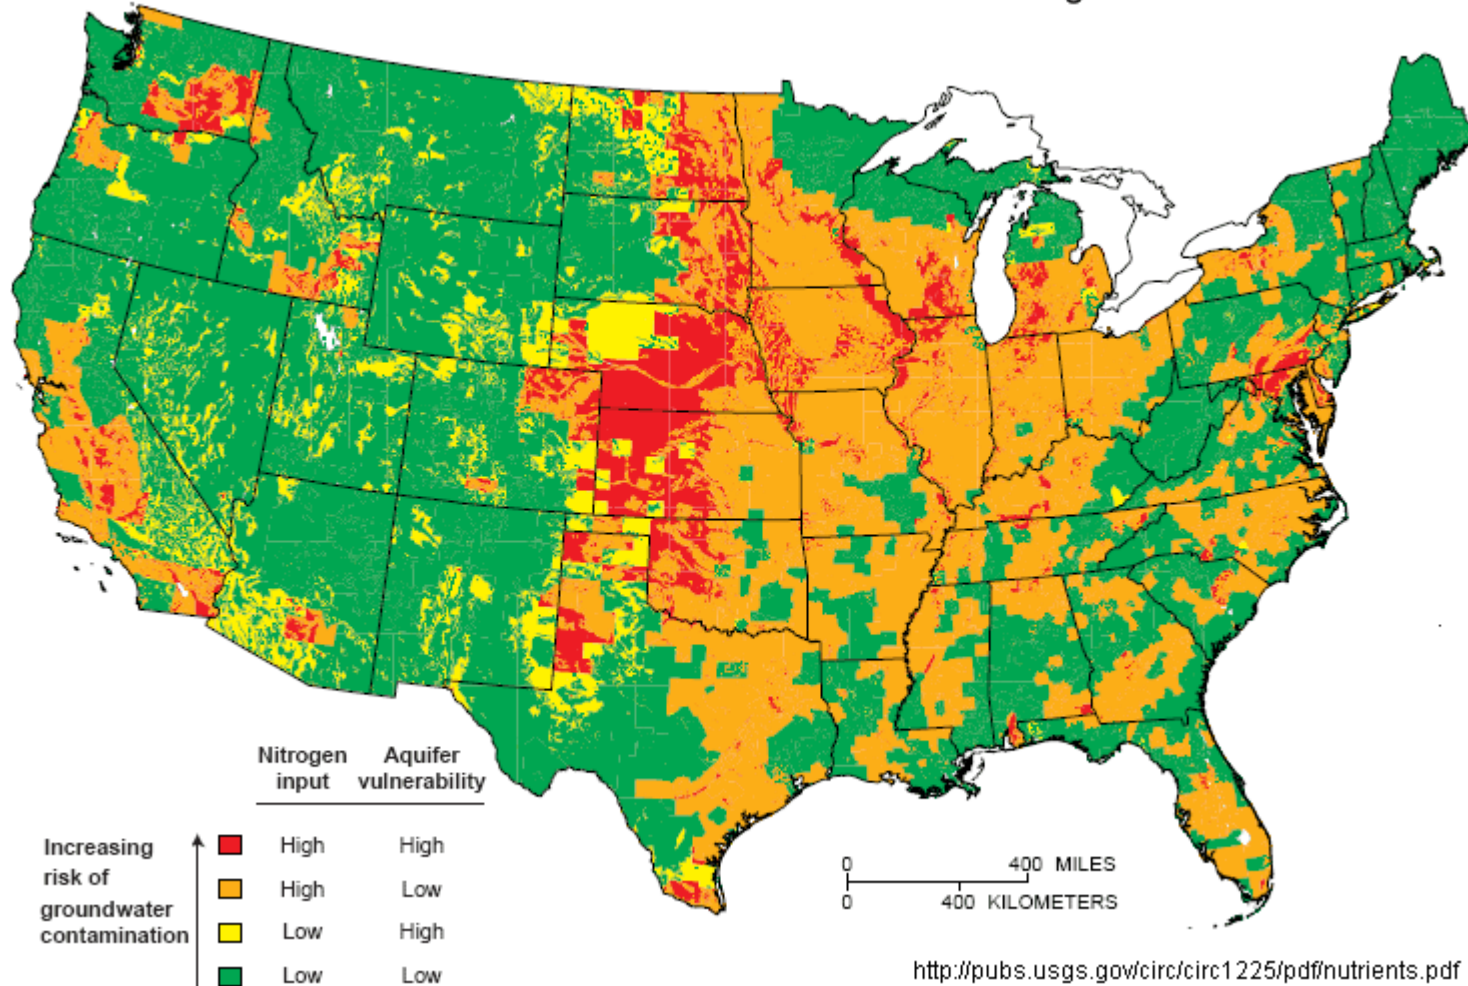 Nitrogen input
Aquifer vulnerability
Increasing risk of groundwater contamination
High High
High Low
Low High
Low Low
0 400 MILES
0 400 KILOMETERS
http://pubs.usgs.gov/circ/circ1225/pdf/nutrients.pdf